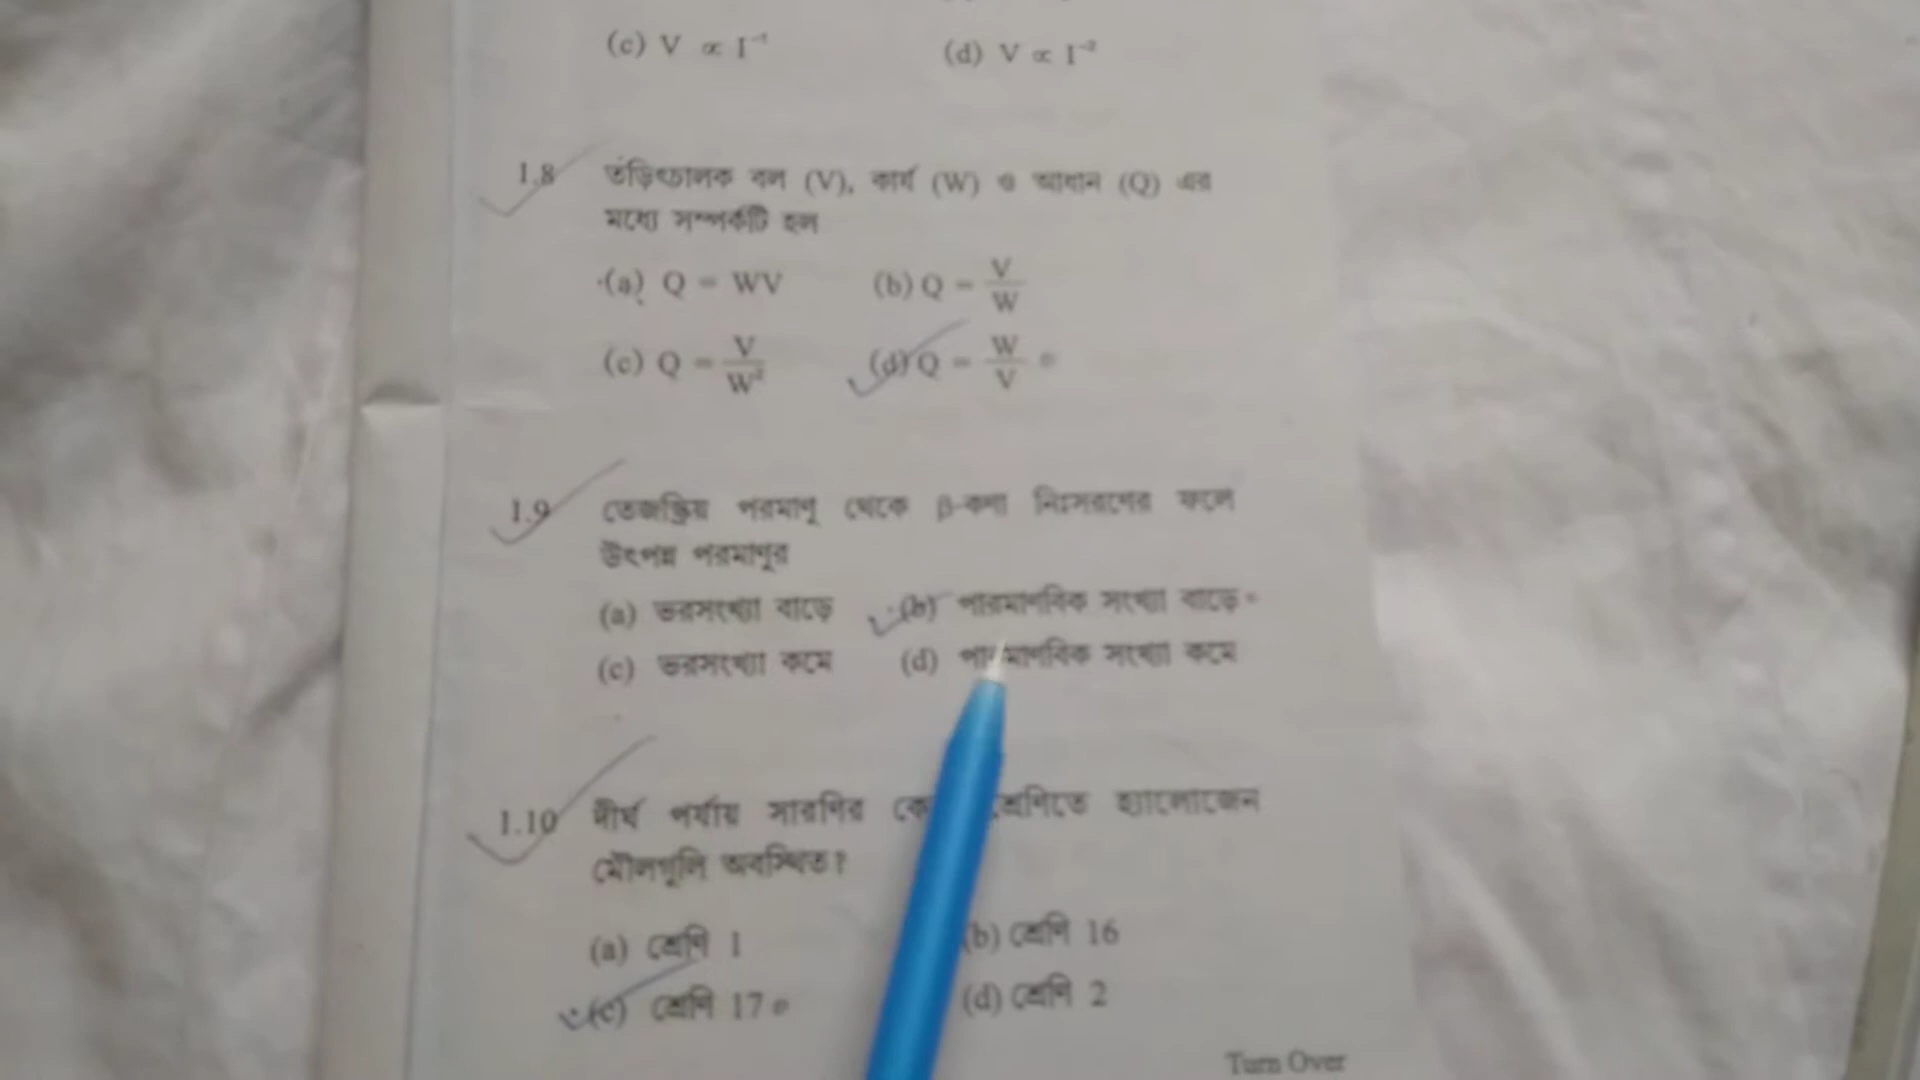 (c) V ∝ I⁻¹ (d) V ∝ I⁻²
1.8 তড়িৎচালক বল (V), কার্য (W) ও আধান (Q) এর
মধ্যে সম্পর্কটি হল
(a) Q = WV (b) Q = V/W
(c) Q = V/W² (d) Q = W/V
1.9 তেজস্ক্রিয় পরমাণু থেকে β-কণা নিঃসরণের ফলে
উৎপন্ন পরমাণুর
(a) ভরসংখ্যা বাড়ে (b) পারমাণবিক সংখ্যা বাড়ে
(c) ভরসংখ্যা কমে (d) পারমাণবিক সংখ্যা কমে
1.10 দীর্ঘ পর্যায় সারণির শ্রেণিতে হ্যালোজেন
মৌলগুলি অবস্থিত?
(a) শ্রেণি 1 (b) শ্রেণি 16
(c) শ্রেণি 17 (d) শ্রেণি 2
Turn Over